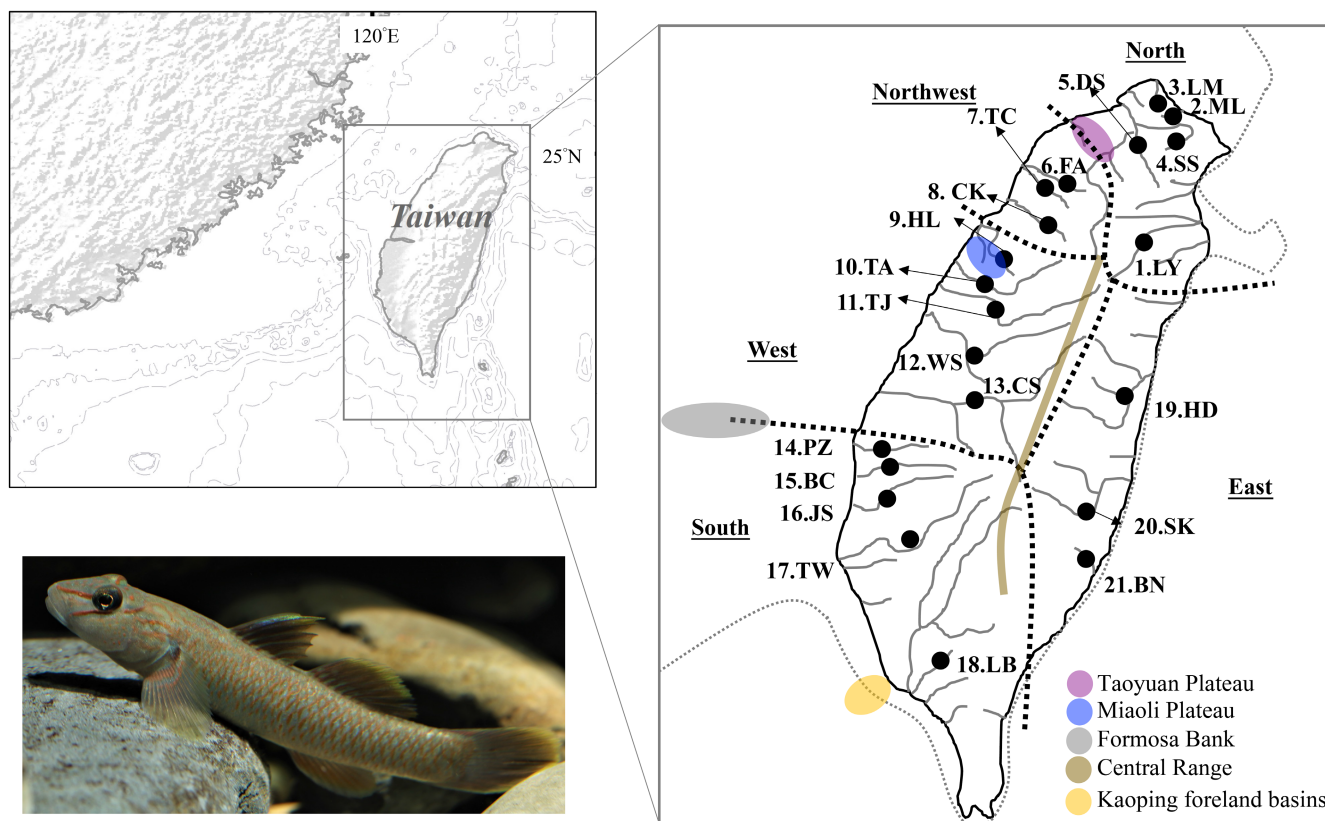 120°E
25°N
Taiwan
North
5.DS
3.LM
2.ML
Northwest
7.TC
6.FA
4.SS
8. CK
9.HL
1.LY
10.TA
11.TJ
West
12.WS
13.CS
19.HD
14.PZ
15.BC
East
16.JS
20.SK
South
17.TW
21.BN
18.LB
Taoyuan Plateau
Miaoli Plateau
Formosa Bank
Central Range
Kaoping foreland basins